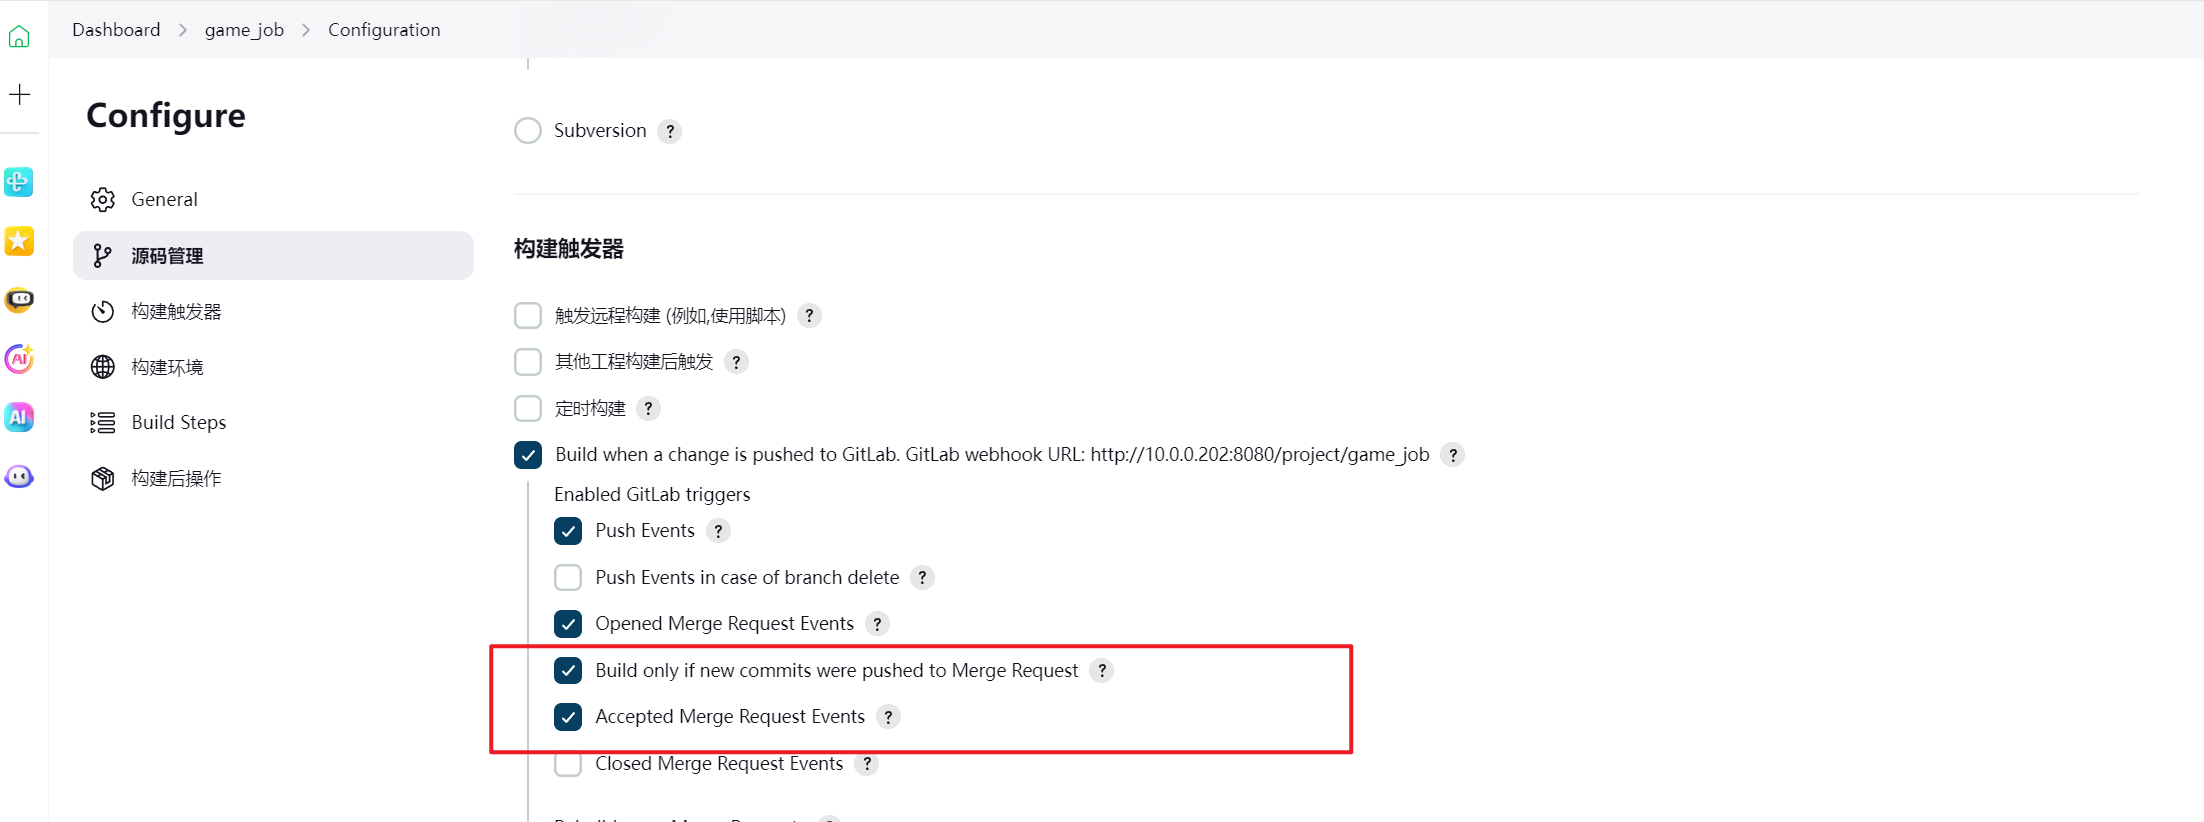 Dashboard > game_job > Configuration
Configure
General
源码管理
构建触发器
构建环境
Build Steps
构建后操作
Subversion ?
构建触发器
触发远程构建 (例如,使用脚本) ?
其他工程构建后触发 ?
定时构建 ?
Build when a change is pushed to GitLab. GitLab webhook URL: http://10.0.0.202:8080/project/game_job ?
Enabled GitLab triggers
Push Events ?
Push Events in case of branch delete ?
Opened Merge Request Events ?
Build only if new commits were pushed to Merge Request ?
Accepted Merge Request Events ?
Closed Merge Request Events ?
AI
AI